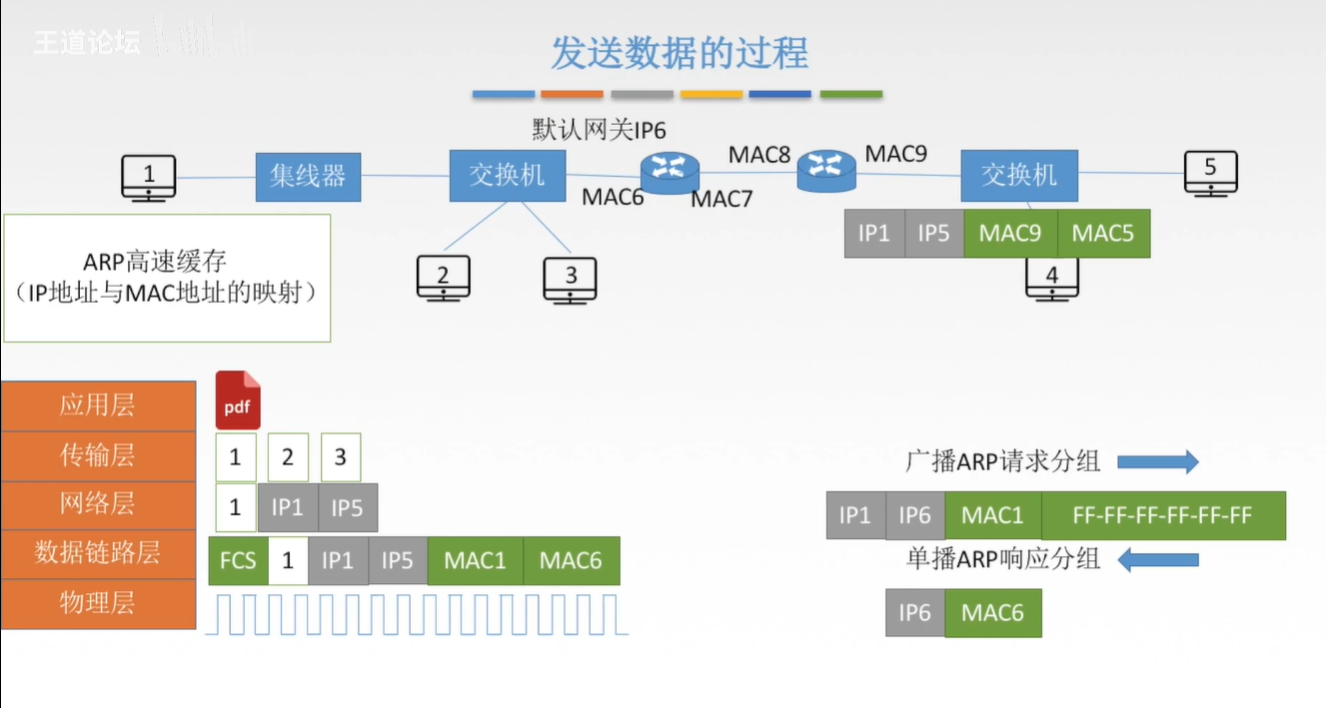 王道论坛
发送数据的过程
默认网关IP6
1
集线器
交换机
MAC6
MAC7
MAC8
MAC9
交换机
5
2
3
IP1 IP5 MAC9 MAC5
4
ARP高速缓存
（IP地址与MAC地址的映射）
应用层
pdf
传输层
1 2 3
网络层
1 IP1 IP5
数据链路层
FCS 1 IP1 IP5 MAC1 MAC6
物理层
广播ARP请求分组
IP1 IP6 MAC1 FF-FF-FF-FF-FF-FF
单播ARP响应分组
IP6 MAC6